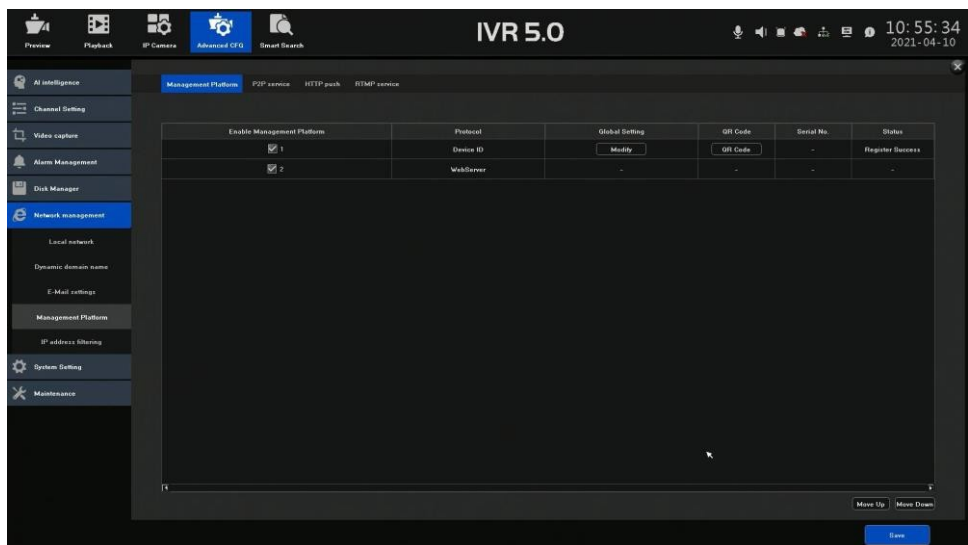 IVR 5.0
10:55:34
2021-04-10
Preview Playback IP Camera Advanced CFG Smart Search
AI intelligence
Channel Setting
Video capture
Alarm Management
Disk Manager
Network management
Local network
Dynamic domain name
E-Mail settings
Management Platform
IP address filtering
System Setting
Maintenance
Management Platform P2P service HTTP push RTMP service
Enable Management Platform Protocol Global Setting QR Code Serial No. Status
1 Device ID Modify QR Code - Register Success
2 WebServer - - - -
Move Up Move Down
Save